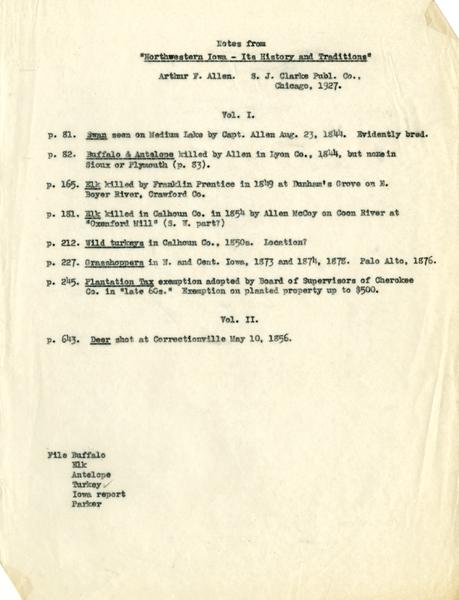 Notes from
"Northwestern Iowa - Its History and Traditions"
Arthur F. Allen. S. J. Clarke Publ. Co.,
Chicago, 1927.
Vol. I.
p. 81. Swan seen on Medium Lake by Capt. Allen Aug. 23, 1844. Evidently bred.
p. 82. Buffalo & Antelope killed by Allen in Lyon Co., 1844, but none in
Sioux or Plymouth (p. 83).
p. 165. Elk killed by Franklin Prentice in 1849 at Dunham's Grove on E.
Boyer River, Crawford Co.
p. 181. Elk killed in Calhoun Co. in 1854 by Allen McCoy on Coon River at
"Oxenford Mill" (S. W. part?)
p. 212. Wild turkeys in Calhoun Co., 1850s. Location?
p. 227. Grasshoppers in N. and Cent. Iowa, 1873 and 1874, 1878. Palo Alto, 1876.
p. 245. Plantation Tax exemption adopted by Board of Supervisors of Cherokee
Co. in "late 60s." Exemption on planted property up to $500.
Vol. II.
p. 643. Deer shot at Correctionville May 10, 1856.
File Buffalo
Elk
Antelope
Turkey ✓
Iowa report
Parker